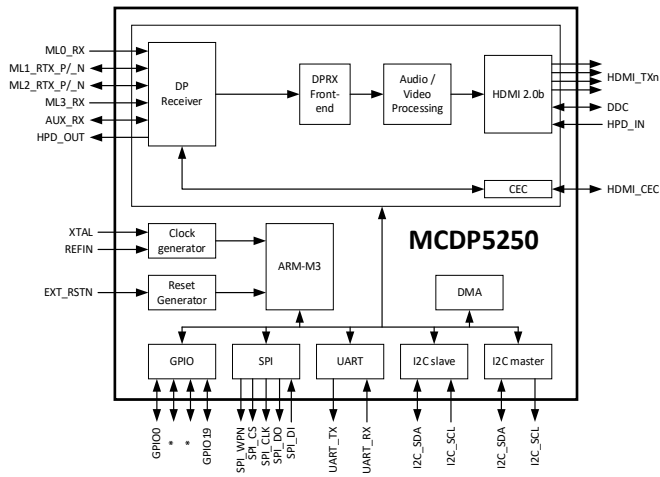 ML0_RX
ML1_RTX_P/_N
ML2_RTX_P/_N
ML3_RX
AUX_RX
HPD_OUT
DP
Receiver
DPRX
Front-
end
Audio /
Video
Processing
HDMI 2.0b
HDMI_TXn
DDC
HPD_IN
CEC
HDMI_CEC
XTAL
REFIN
Clock
generator
MCDP5250
ARM-M3
EXT_RSTN
Reset
Generator
DMA
GPIO
SPI
UART
I2C slave
I2C master
GPIO0
*
*
GPIO19
SPI_WPN
SPI_CS
SPI_CLK
SPI_DO
SPI_DI
UART_TX
UART_RX
I2C_SDA
I2C_SCL
I2C_SDA
I2C_SCL